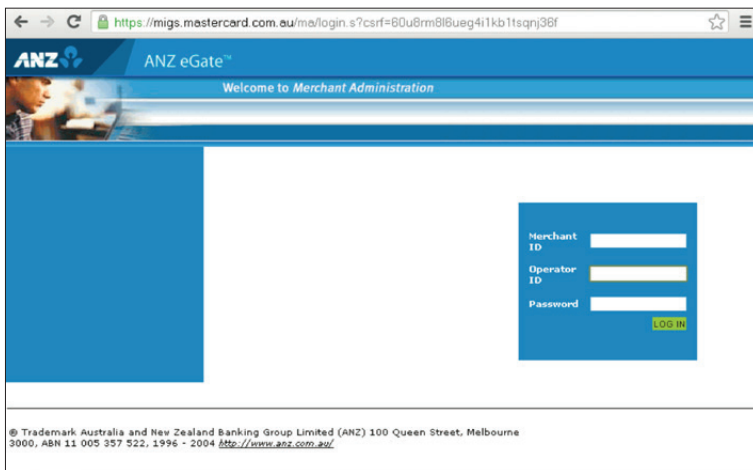 https://migs.mastercard.com.au/ma/login.s?csrf=60u8rm8l6ueg4i1kb1tsqnj36f
ANZ
ANZ eGate™
Welcome to Merchant Administration
Merchant
ID
Operator
ID
Password
LOG IN
® Trademark Australia and New Zealand Banking Group Limited (ANZ) 100 Queen Street, Melbourne
3000, ABN 11 005 357 522, 1996 - 2004 http://www.anz.com.au/